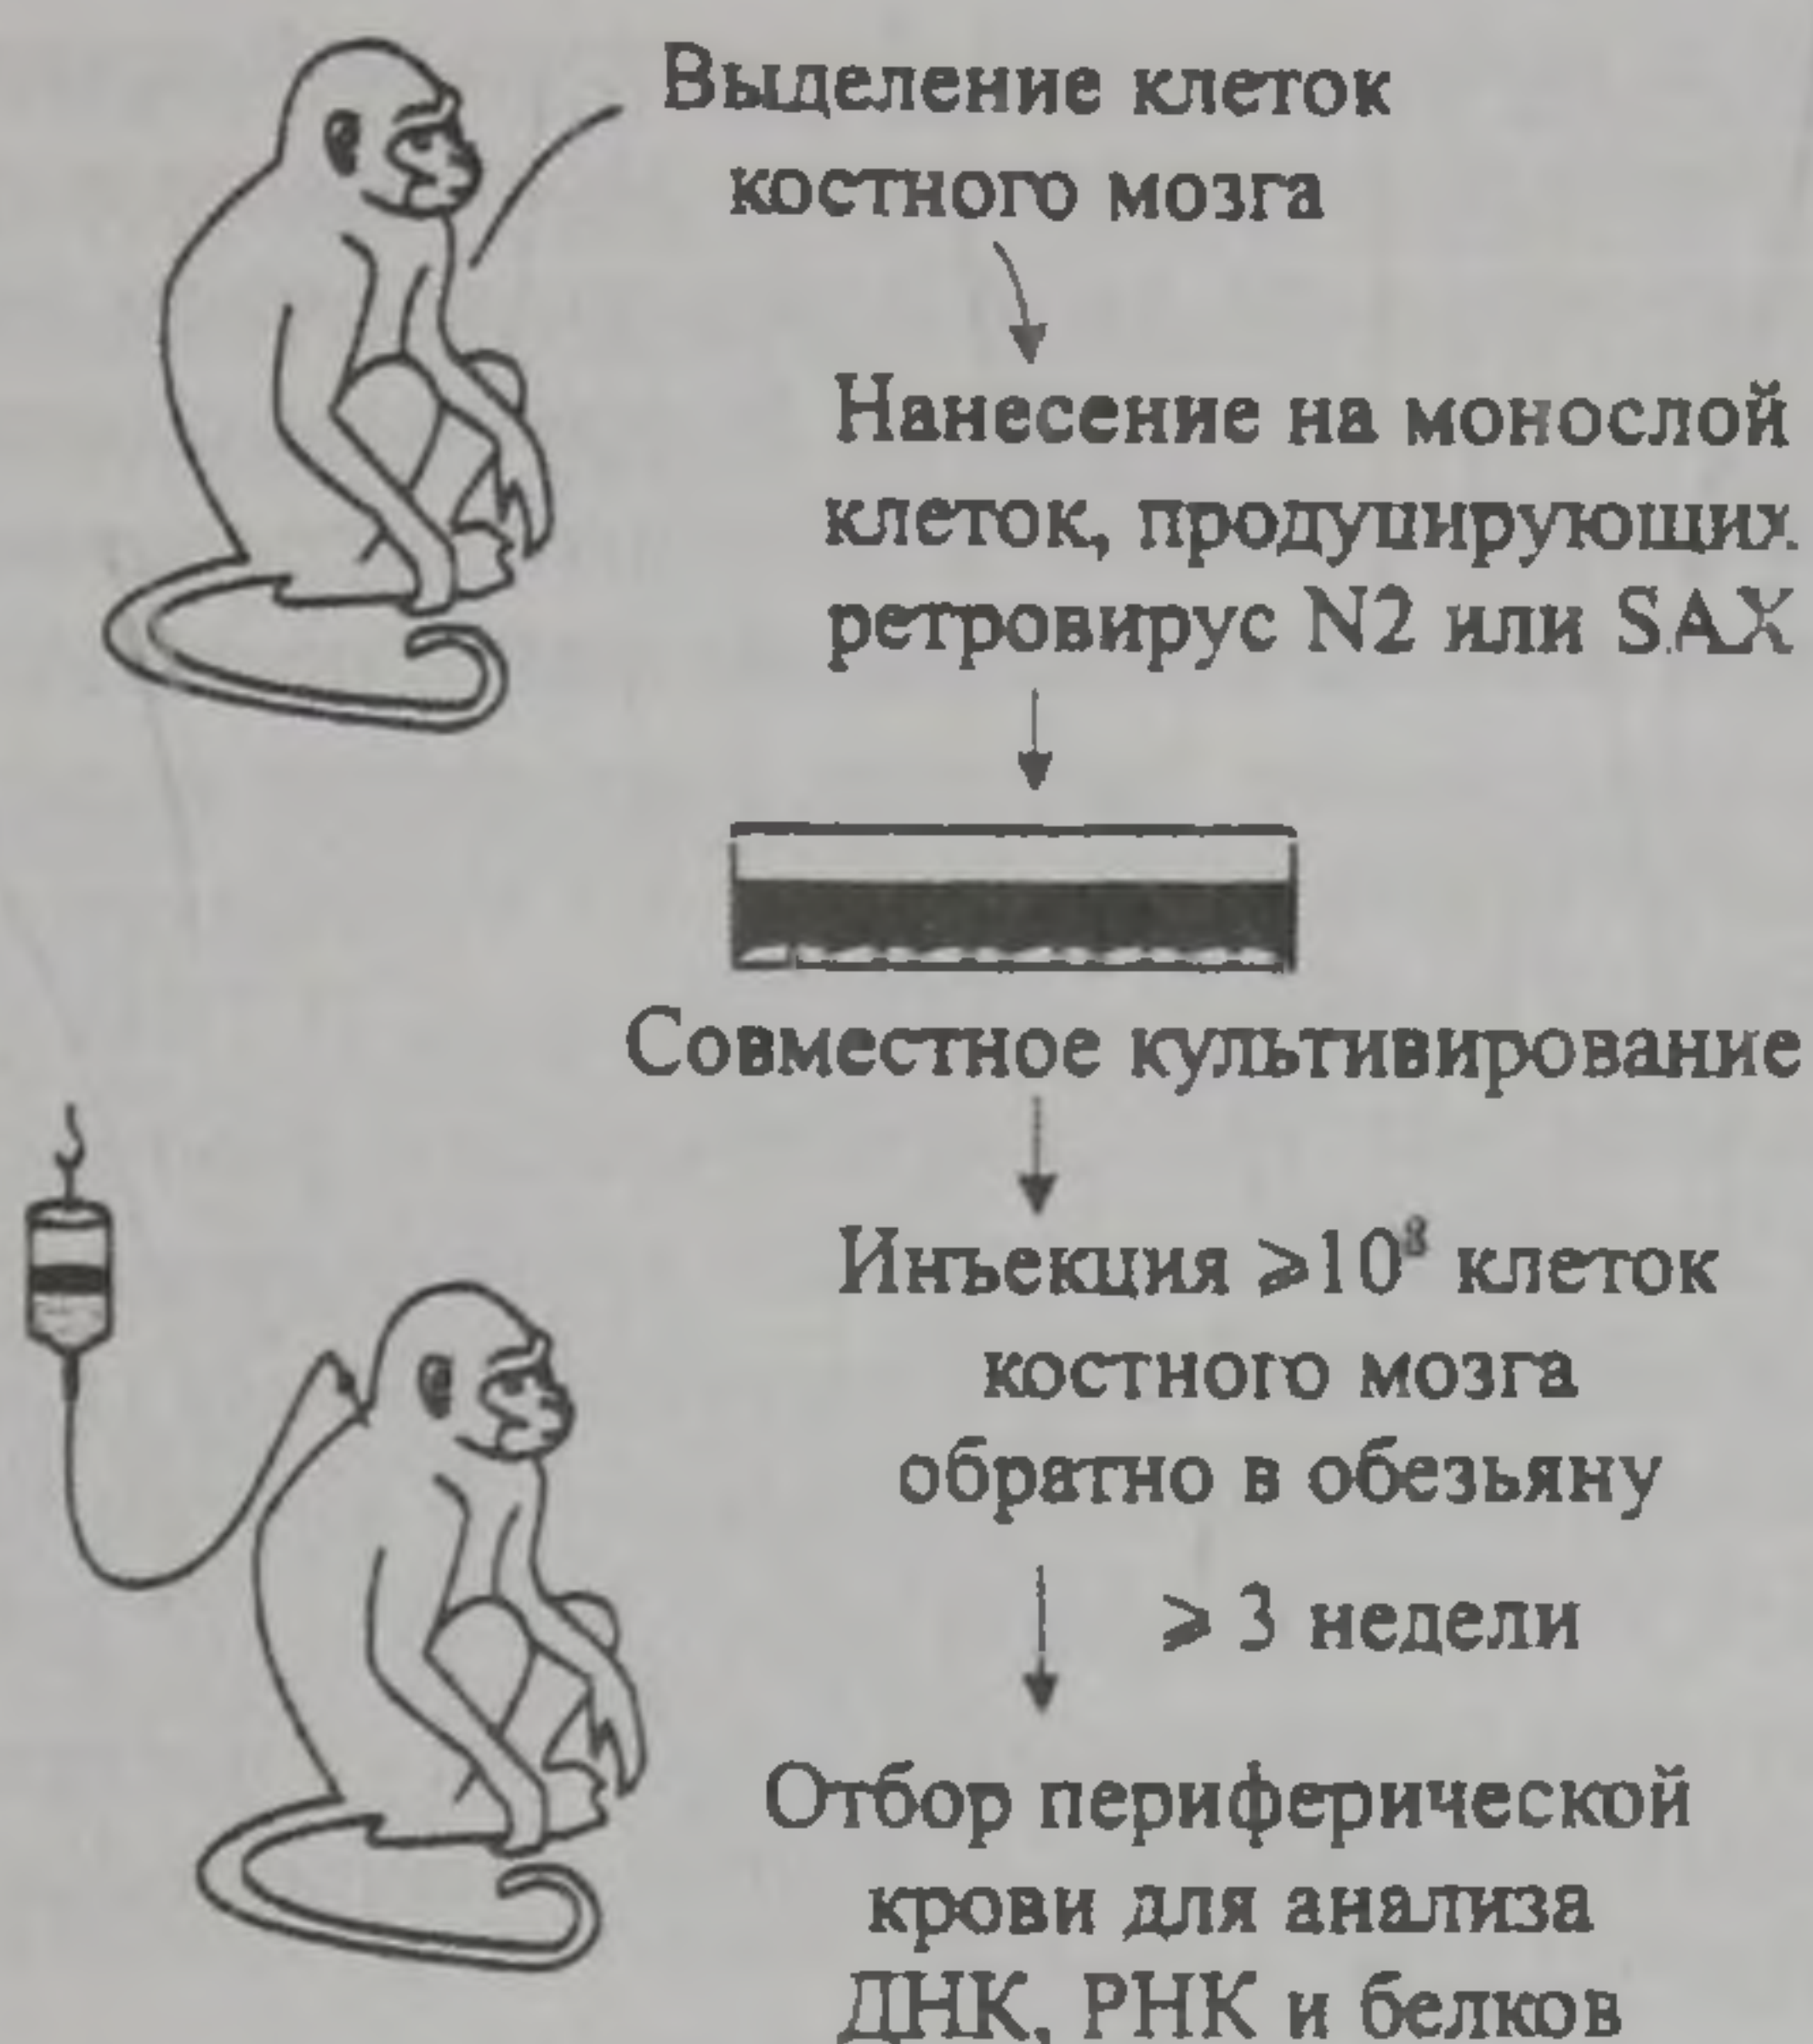 Выделение клеток
костного мозга
Нанесение на монослой
клеток, продуцирующих
ретровирус N2 или SAX
Совместное культивирование
Инъекция ⩾10⁸ клеток
костного мозга
обратно в обезьяну
⩾ 3 недели
Отбор периферической
крови для анализа
ДНК, РНК и белков